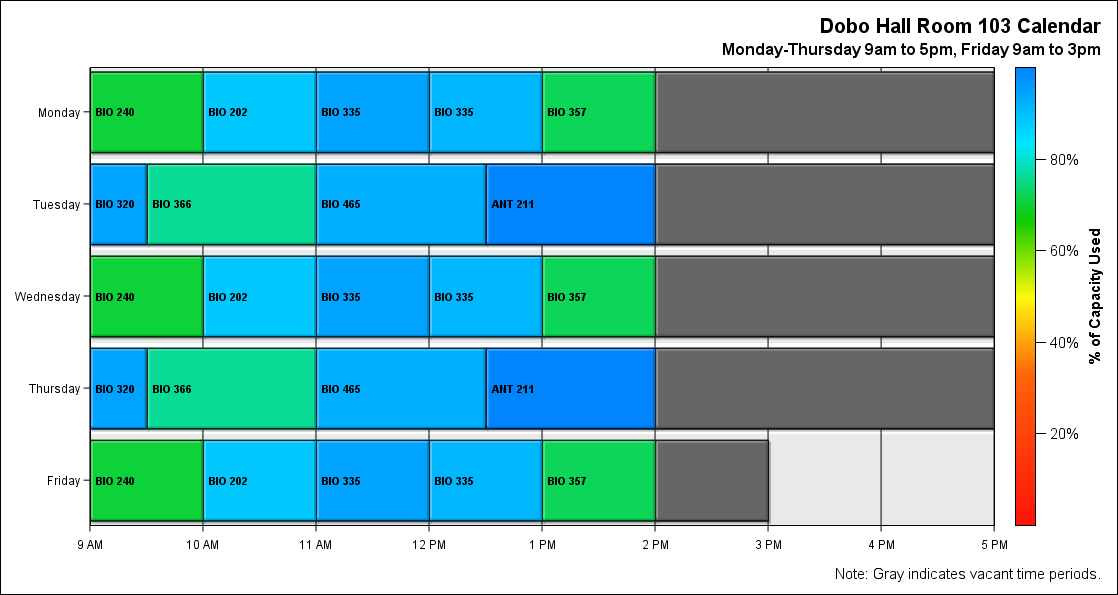 Dobo Hall Room 103 Calendar
Monday-Thursday 9am to 5pm, Friday 9am to 3pm
Monday BIO 240 BIO 202 BIO 335 BIO 335 BIO 357
Tuesday BIO 320 BIO 366 BIO 465 ANT 211
Wednesday BIO 240 BIO 202 BIO 335 BIO 335 BIO 357
Thursday BIO 320 BIO 366 BIO 465 ANT 211
Friday BIO 240 BIO 202 BIO 335 BIO 335 BIO 357
9 AM 10 AM 11 AM 12 PM 1 PM 2 PM 3 PM 4 PM 5 PM
80%
60%
40%
20%
% of Capacity Used
Note: Gray indicates vacant time periods.